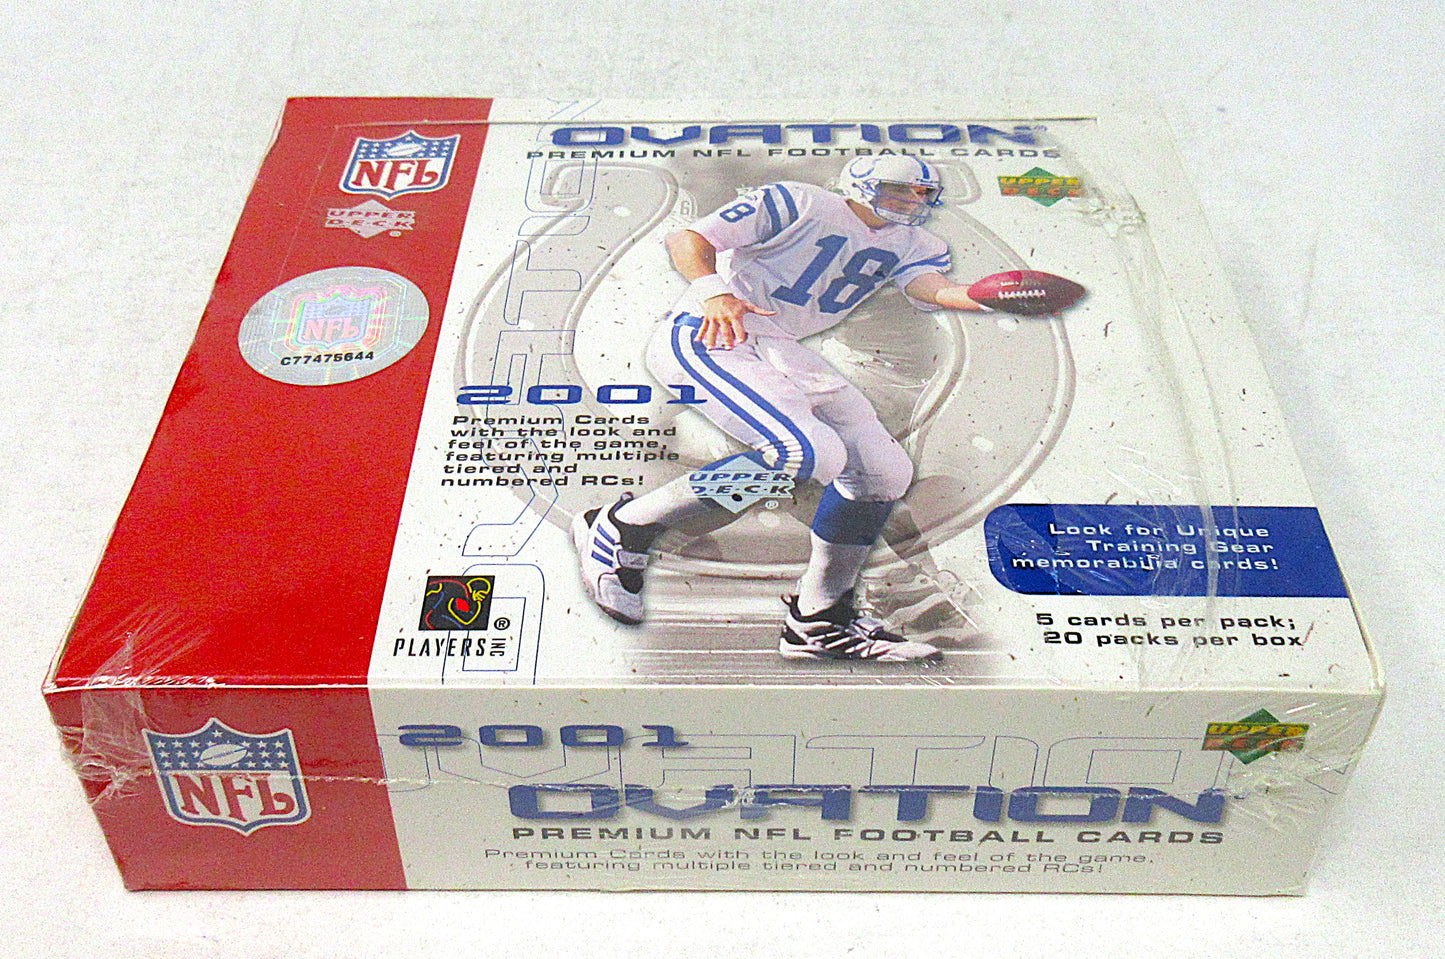 OVATION
PREMIUM NFL FOOTBALL CARDS
NFL
UPPER
D·E·C·K
®
UPPER
DECK
8
18
NFL
C77475644
2001
Premium Cards
with the look and
feel of the game,
featuring multiple
tiered and
numbered RCs!
UPPER
D·E·C·K
®
OVATION
Look for Unique
Training Gear
memorabilia cards!
5 cards per pack;
20 packs per box
PLAYERS INC ®
NFL
2001
OVATION
UPPER
DECK
OVATION
PREMIUM NFL FOOTBALL CARDS
Premium Cards with the look and feel of the game,
featuring multiple tiered and numbered RCs!